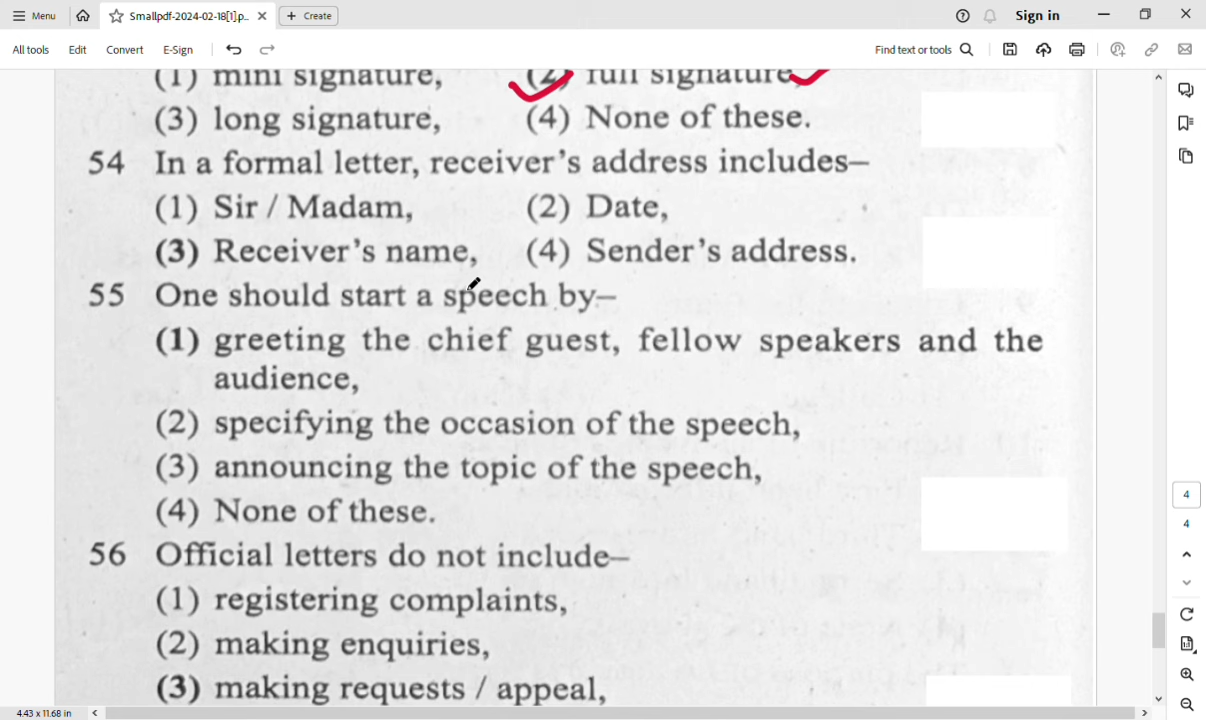 Menu
Smallpdf-2024-02-18[1].p...
+ Create
Sign in
All tools Edit Convert E-Sign
Find text or tools
(1) mini signature, (2) full signature,
(3) long signature, (4) None of these.
54 In a formal letter, receiver's address includes—
(1) Sir / Madam, (2) Date,
(3) Receiver's name, (4) Sender's address.
55 One should start a speech by—
(1) greeting the chief guest, fellow speakers and the
audience,
(2) specifying the occasion of the speech,
(3) announcing the topic of the speech,
(4) None of these.
56 Official letters do not include—
(1) registering complaints,
(2) making enquiries,
(3) making requests / appeal,
4
4
4.43 x 11.68 in